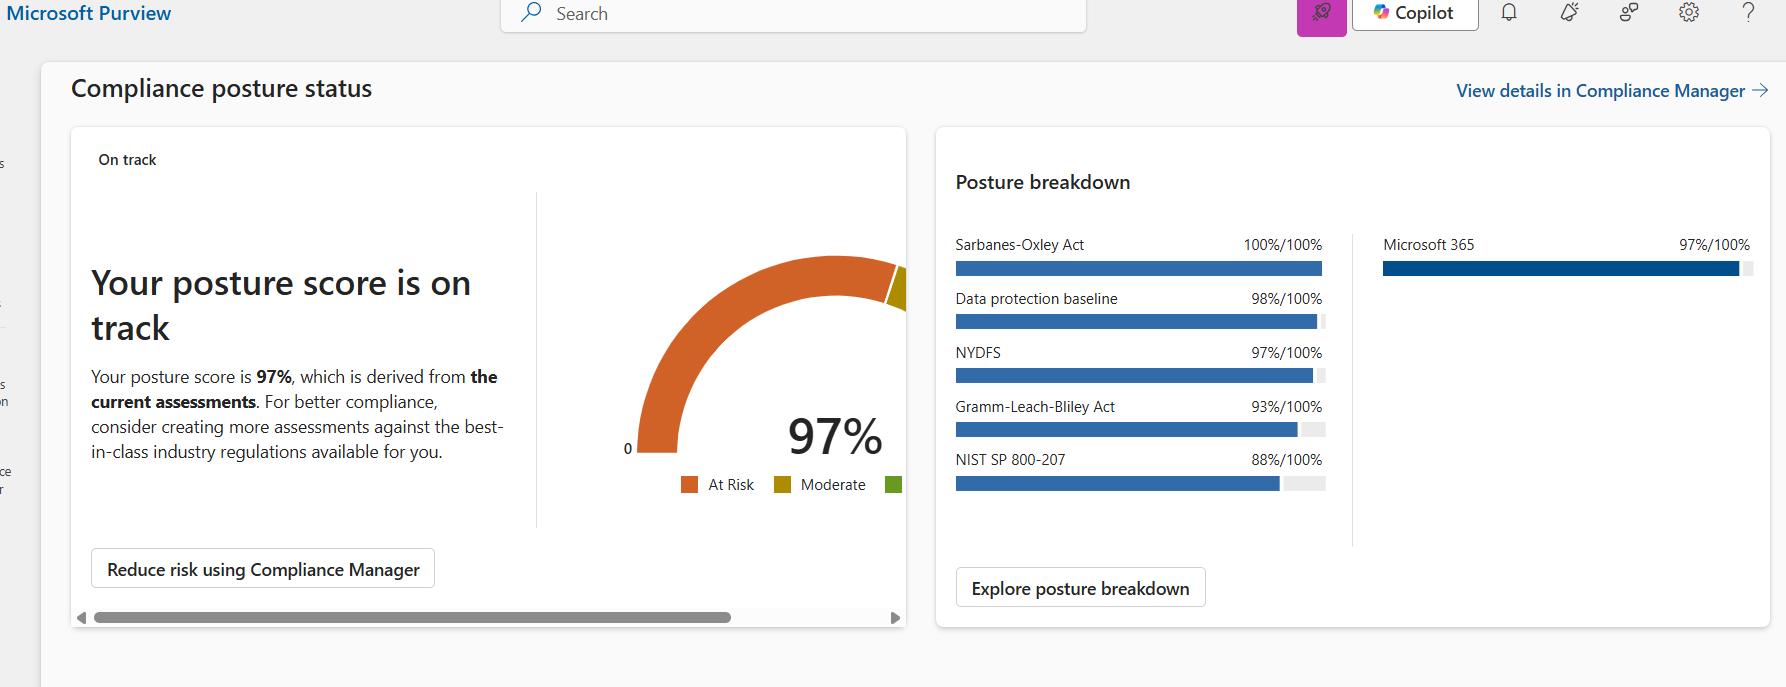 Microsoft Purview
Search
Copilot
Compliance posture status
View details in Compliance Manager
On track
Your posture score is on
track
Your posture score is 97%, which is derived from the
current assessments. For better compliance,
consider creating more assessments against the best-
in-class industry regulations available for you.
0
97%
At Risk
Moderate
Reduce risk using Compliance Manager
Posture breakdown
Sarbanes-Oxley Act 100%/100%
Data protection baseline 98%/100%
NYDFS 97%/100%
Gramm-Leach-Bliley Act 93%/100%
NIST SP 800-207 88%/100%
Microsoft 365 97%/100%
Explore posture breakdown